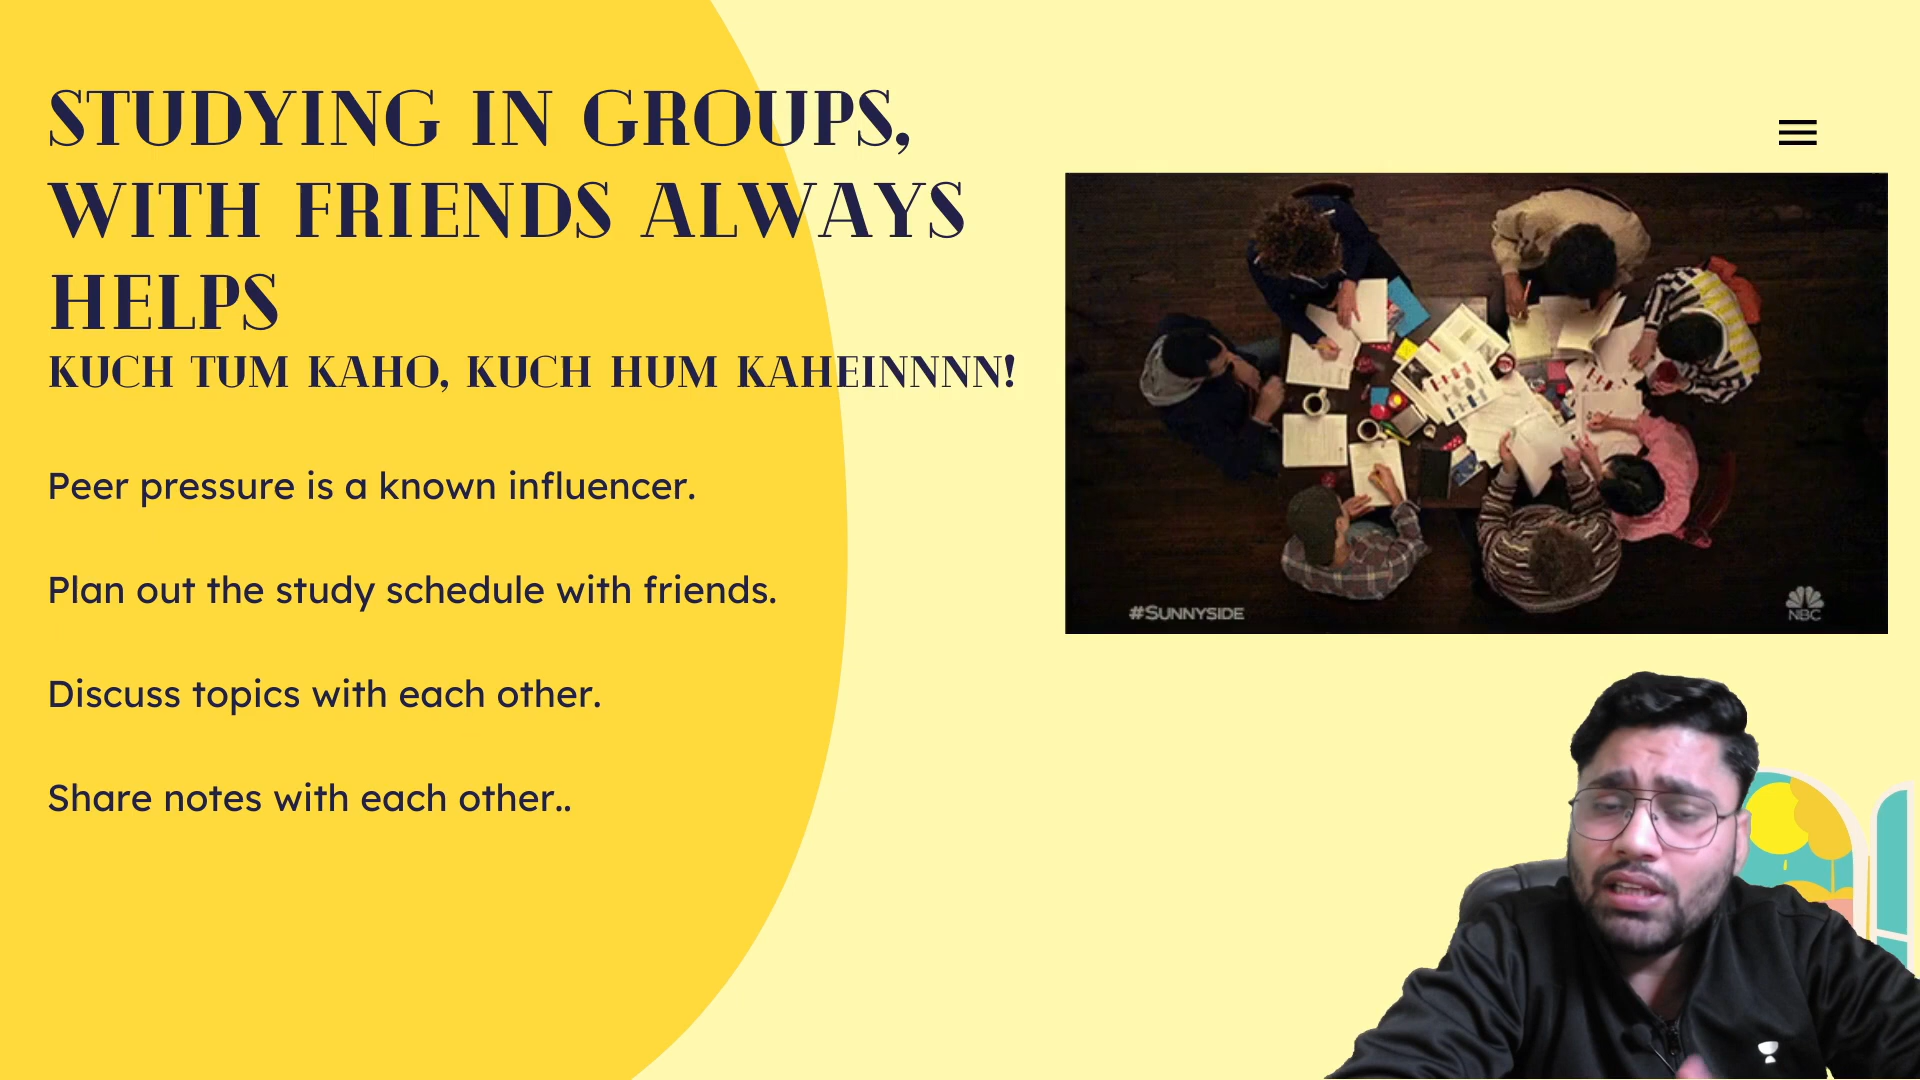 STUDYING IN GROUPS,
WITH FRIENDS ALWAYS
HELPS
KUCH TUM KAHO, KUCH HUM KAHEINNNN!
Peer pressure is a known influencer.
Plan out the study schedule with friends.
Discuss topics with each other.
Share notes with each other..
#SUNNYSIDE
NBC